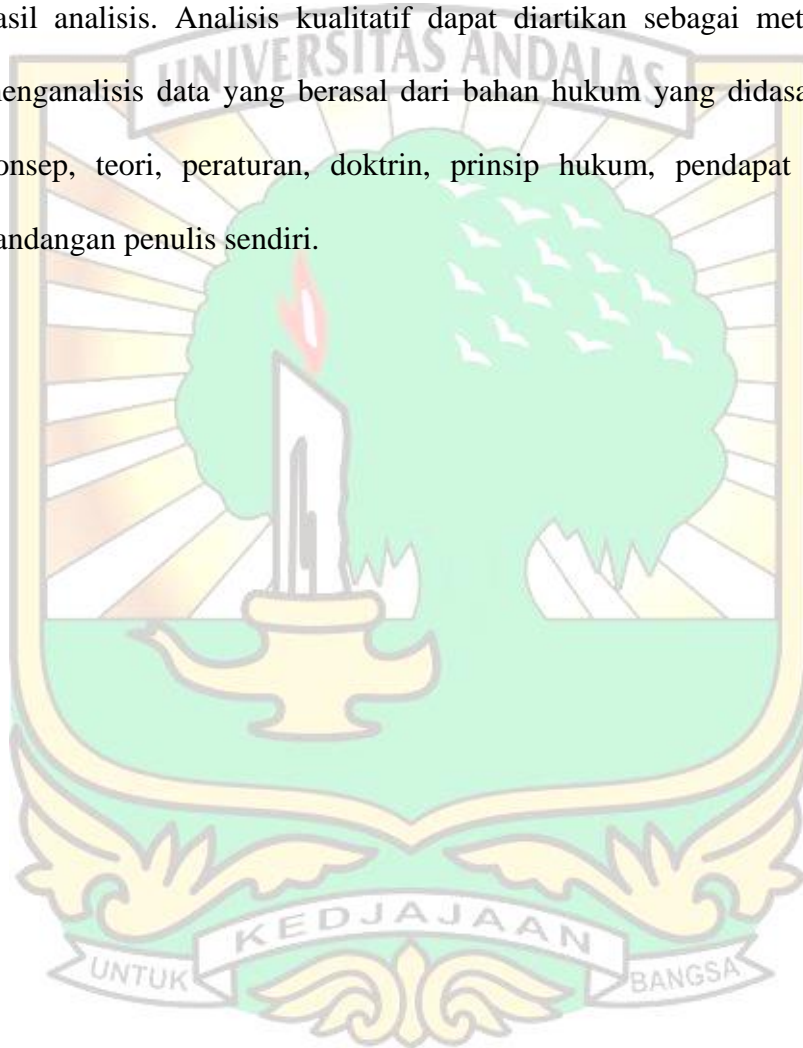 asil analisis. Analisis kualitatif dapat diartikan sebagai met
UNIVERSITAS ANDALAS
enganalisis data yang berasal dari bahan hukum yang didasa
onsep, teori, peraturan, doktrin, prinsip hukum, pendapat
andangan penulis sendiri.
KEDJAJAAN
UNTUK BANGSA